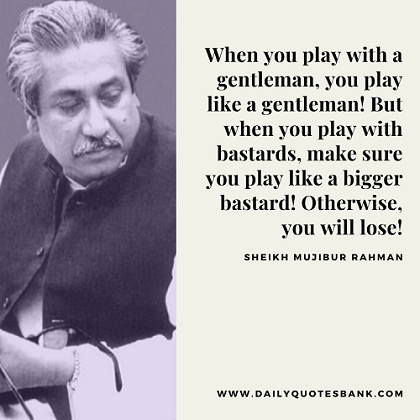 When you play with a
gentleman, you play
like a gentleman! But
when you play with
bastards, make sure
you play like a bigger
bastard! Otherwise,
you will lose!
SHEIKH MUJIBUR RAHMAN
WWW.DAILYQUOTESBANK.COM